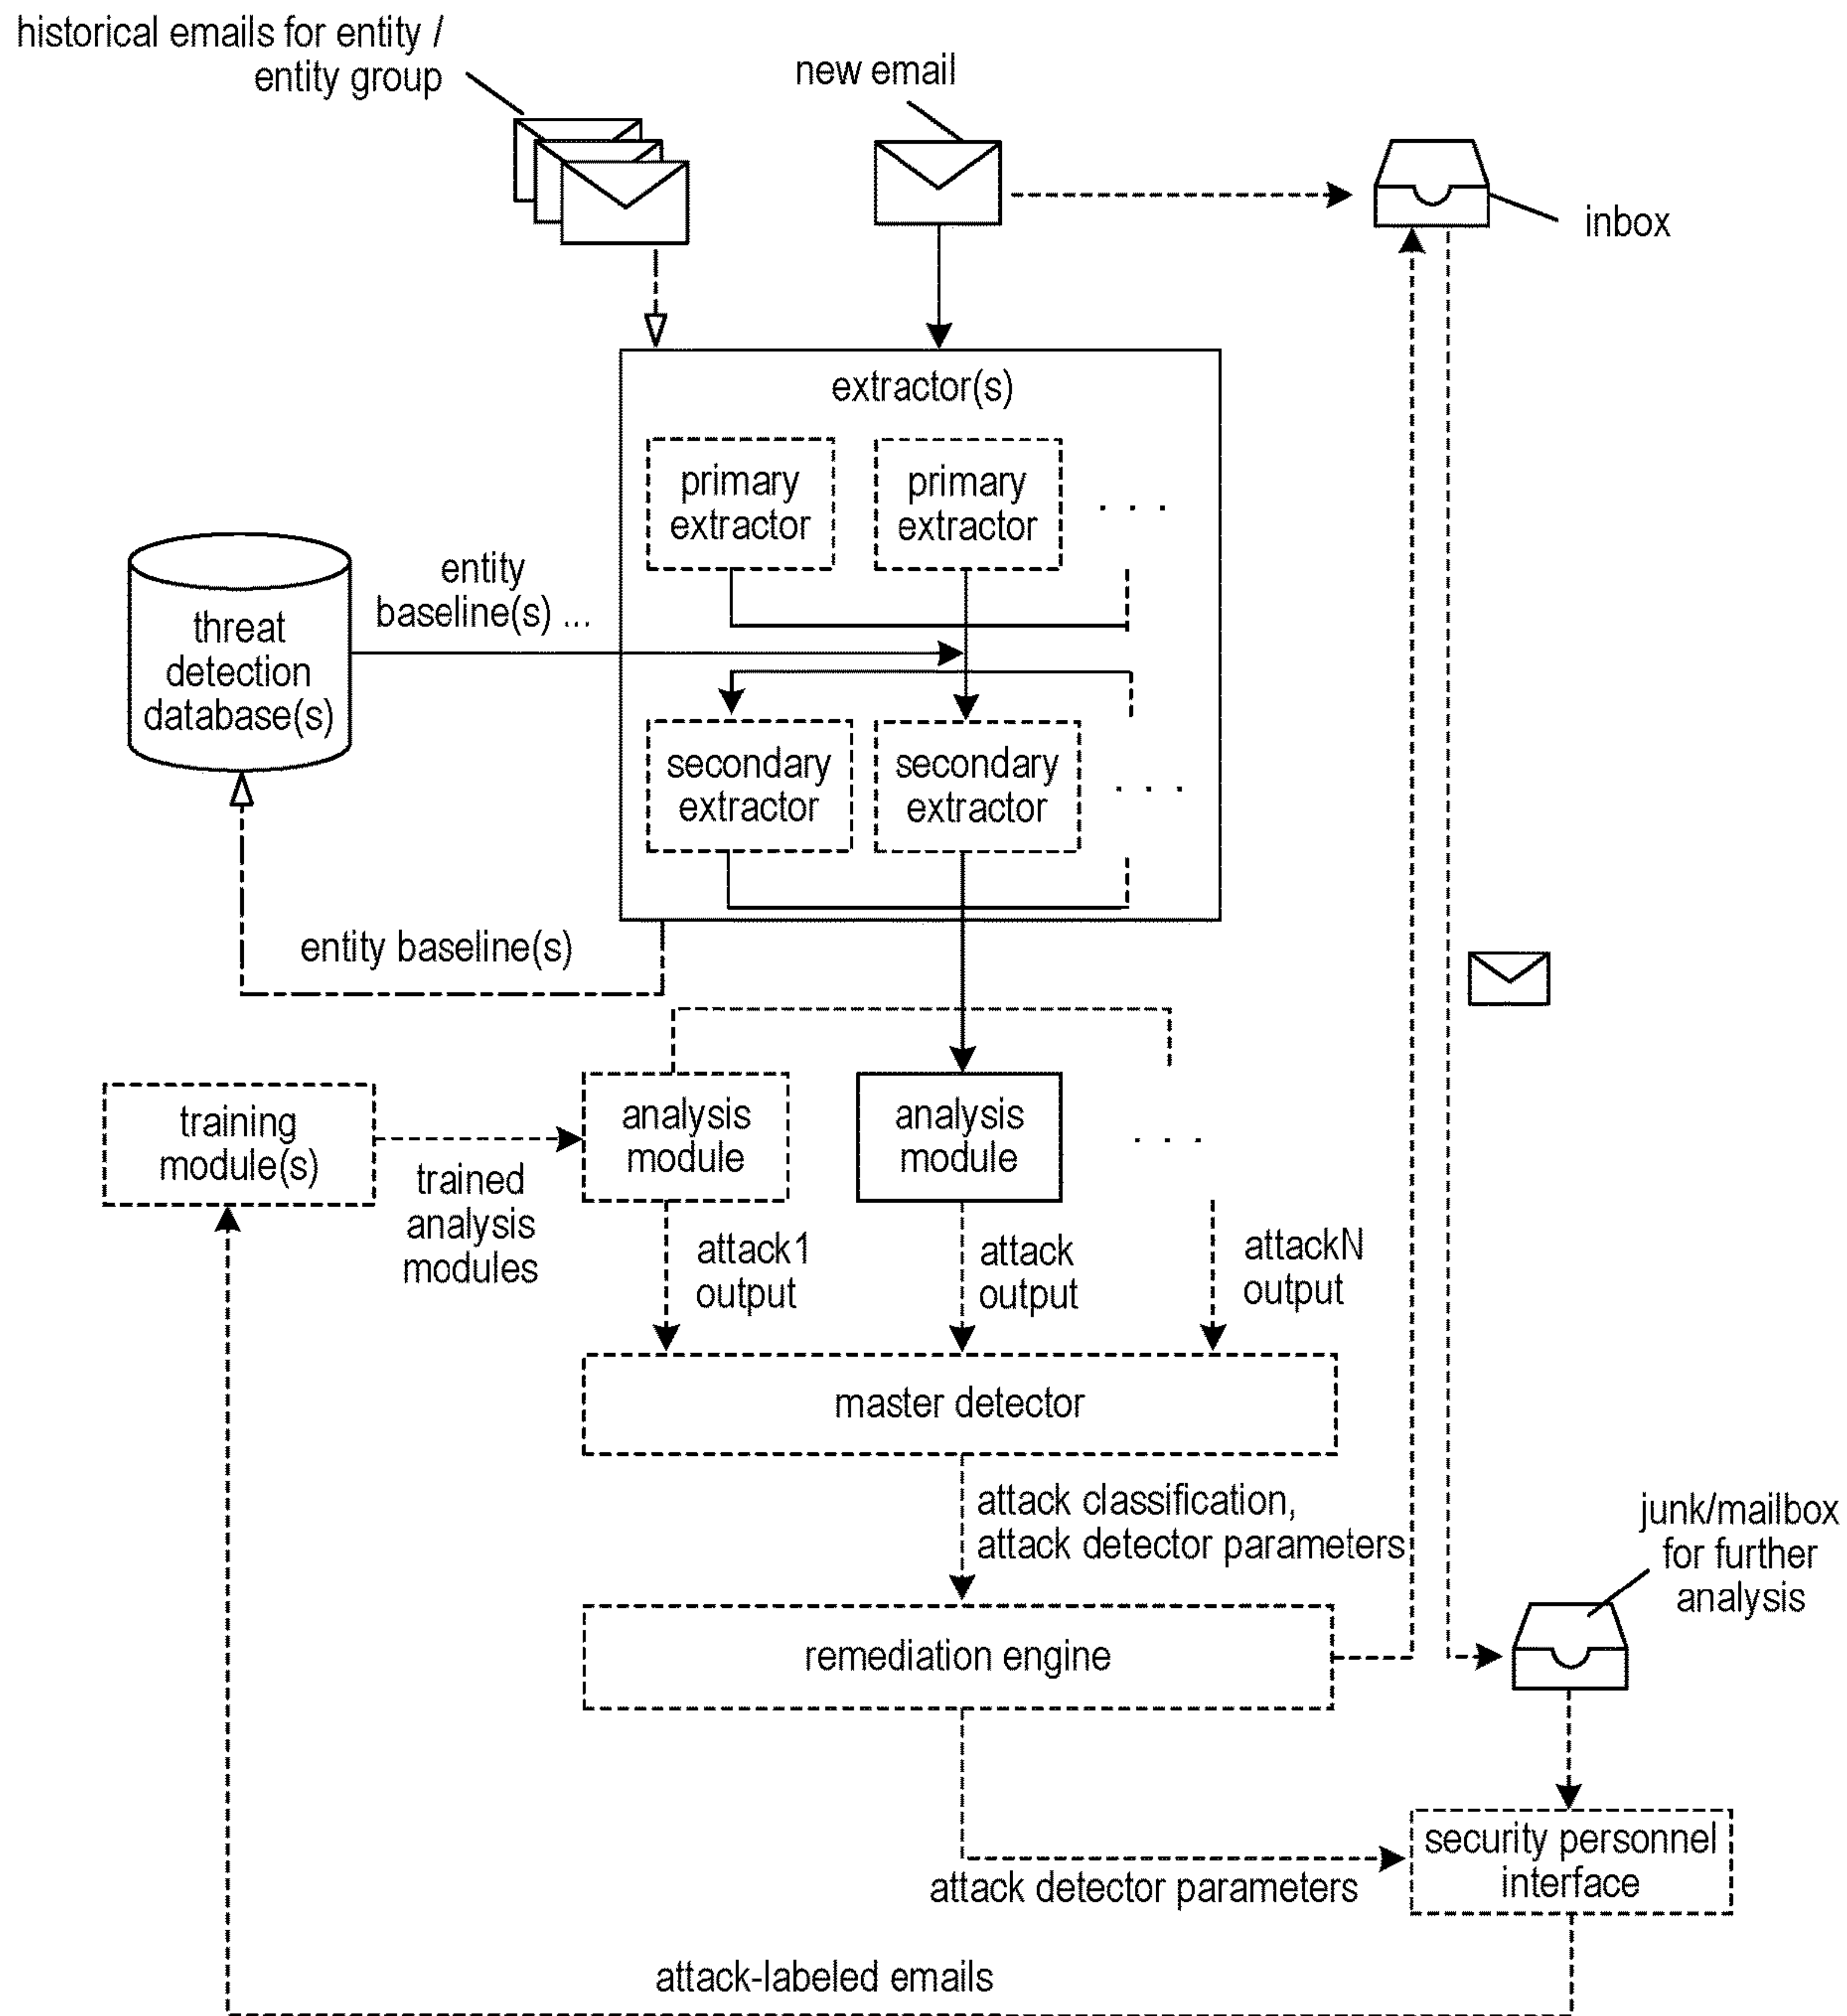 historical emails for entity /
entity group
new email
inbox
extractor(s)
primary
extractor
primary
extractor
. . .
entity
baseline(s) ...
threat
detection
database(s)
secondary
extractor
secondary
extractor
. . .
entity baseline(s)
training
module(s)
trained
analysis
modules
analysis
module
analysis
module
. . .
attack1
output
attack
output
attackN
output
master detector
attack classification,
attack detector parameters
junk/mailbox
for further
analysis
remediation engine
security personnel
interface
attack detector parameters
attack-labeled emails